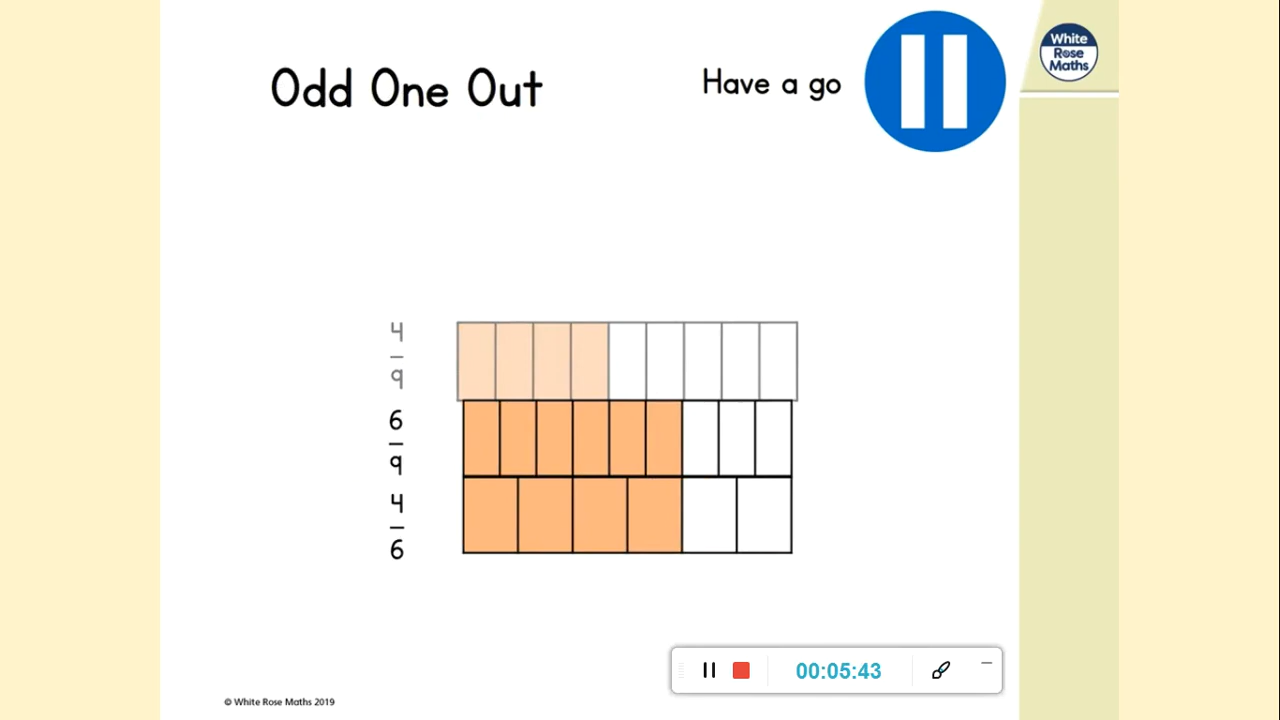 Odd One Out
Have a go
White
Rose
Maths
4
9
6
9
4
6
00:05:43
© White Rose Maths 2019